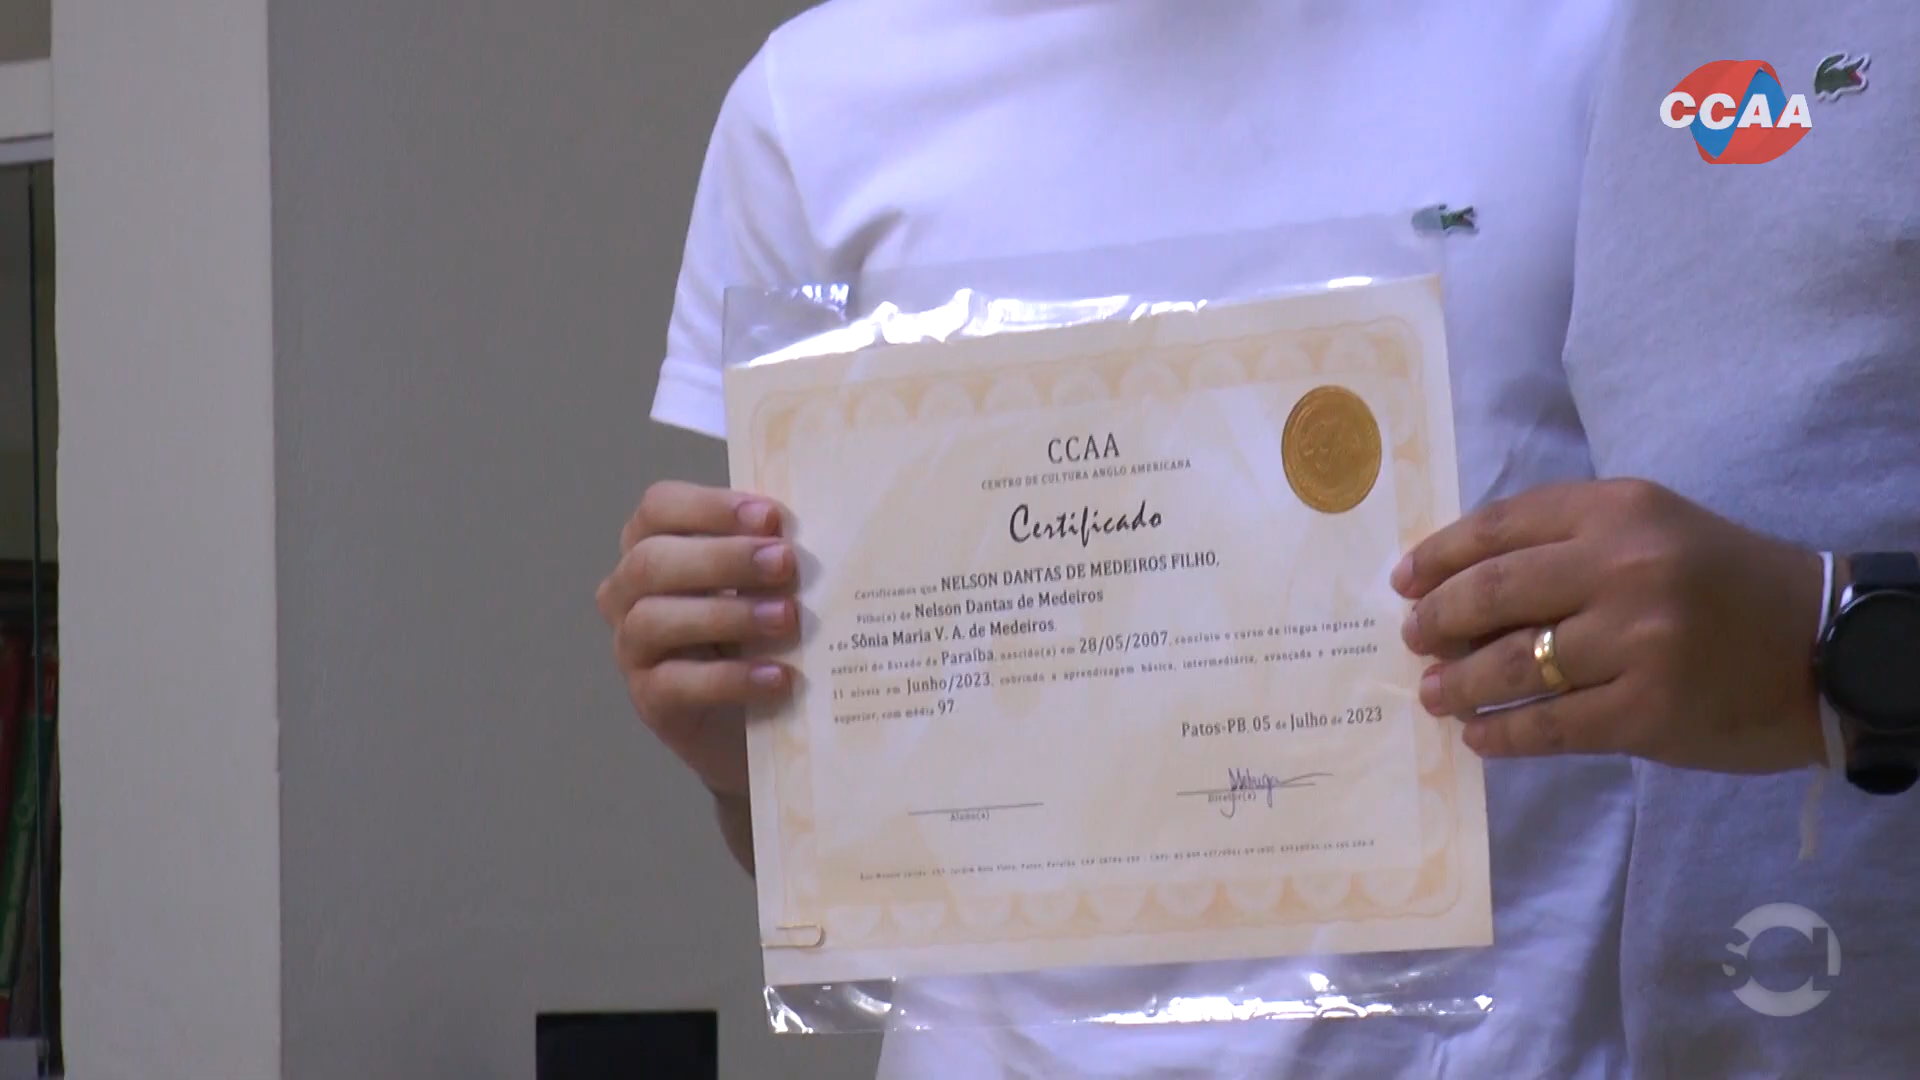 CCAA
CCAA
CENTRO DE CULTURA ANGLO AMERICANA
Certificado
Certificamos que NELSON DANTAS DE MEDEIROS FILHO,
Filho(a) de Nelson Dantas de Medeiros
e de Sônia Maria V. A. de Medeiros,
natural do Estado da Paraíba, nascido(a) em 28/05/2007, concluiu o curso de língua inglesa de
11 níveis em Junho/2023, cobrindo a aprendizagem básica, intermediária, avançada e avançada
superior, com média 97.
Patos-PB, 05 de Julho de 2023
Aluno(a)
Diretor(a)